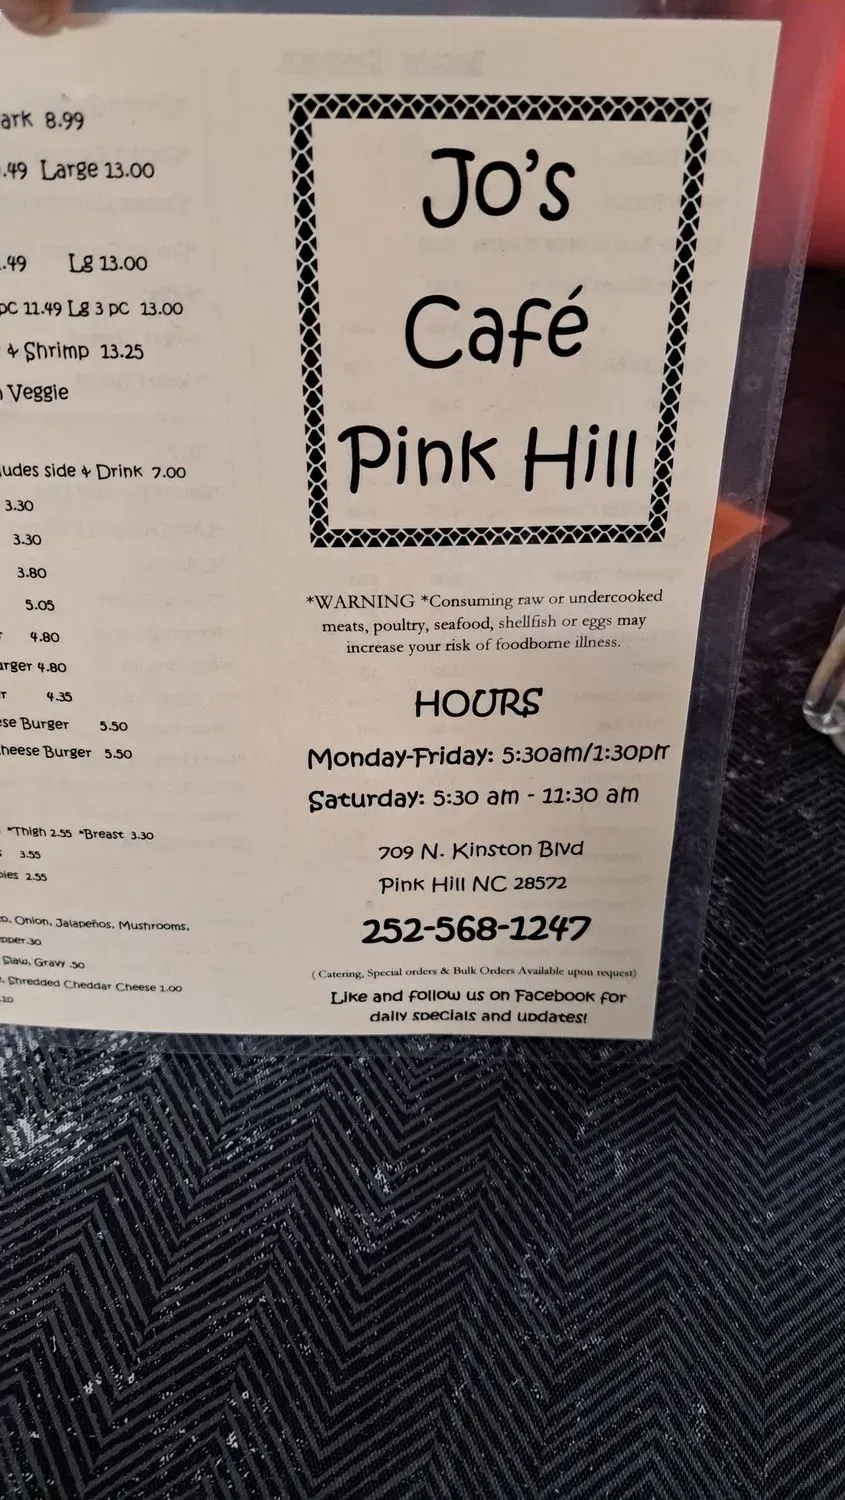 8.99
.49 Large 13.00
.49 Lg 13.00
pc 11.49 Lg 3 pc 13.00
& Shrimp 13.25
Veggie
side & Drink 7.00
3.30
3.30
3.80
5.05
4.80
4.80
4.35
Burger 5.50
Burger 5.50
*Thigh 2.55 *Breast 3.30
3.55
2.55
Onion, Jalapeños, Mushrooms,
.30
Slaw, Gravy .50
Shredded Cheddar Cheese 1.00
Jo's
Café
Pink Hill
*WARNING *Consuming raw or undercooked
meats, poultry, seafood, shellfish or eggs may
increase your risk of foodborne illness.
HOURS
Monday-Friday: 5:30am/1:30pm
Saturday: 5:30 am - 11:30 am
709 N. Kinston Blvd
Pink Hill NC 28572
252-568-1247
( Catering, Special orders & Bulk Orders Available upon request)
Like and follow us on Facebook for
daily specials and updates!